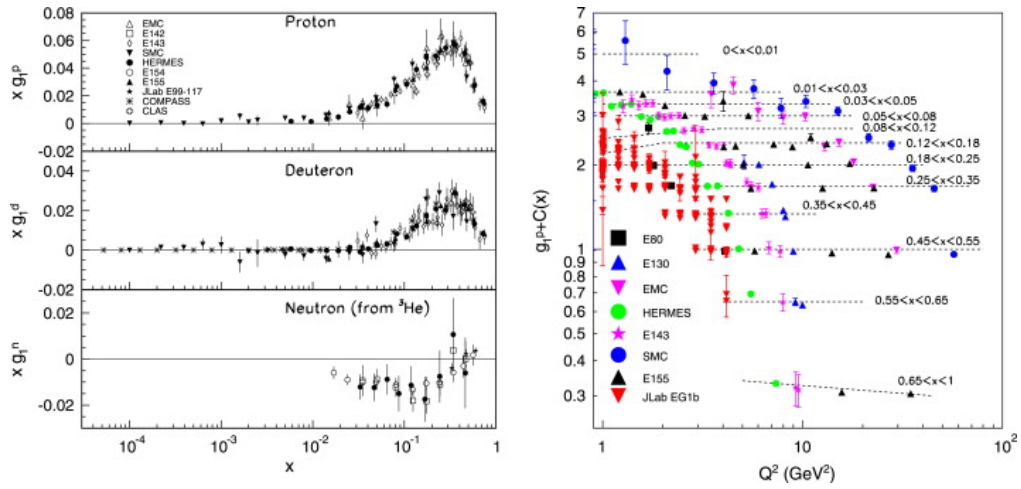 Proton
EMC
E142
E143
SMC
HERMES
E154
E155
JLab E99-117
COMPASS
CLAS
x g₁ᵖ
0.08
0.06
0.04
0.02
0
-0.02
Deuteron
x g₁ᵈ
0.04
0.02
0
-0.02
Neutron (from ³He)
x g₁ⁿ
0.02
0
-0.02
10⁻⁴ 10⁻³ 10⁻² 10⁻¹ 1
x
g₁ᵖ+C(x)
7
6
5
4
3
2
1
0.9
0.8
0.7
0.6
0.5
0.4
0.3
0<x<0.01
0.01<x<0.03
0.03<x<0.05
0.05<x<0.08
0.08<x<0.12
0.12<x<0.18
0.18<x<0.25
0.25<x<0.35
0.35<x<0.45
0.45<x<0.55
0.55<x<0.65
0.65<x<1
E80
E130
EMC
HERMES
E143
SMC
E155
JLab EG1b
1 10 10²
Q² (GeV²)